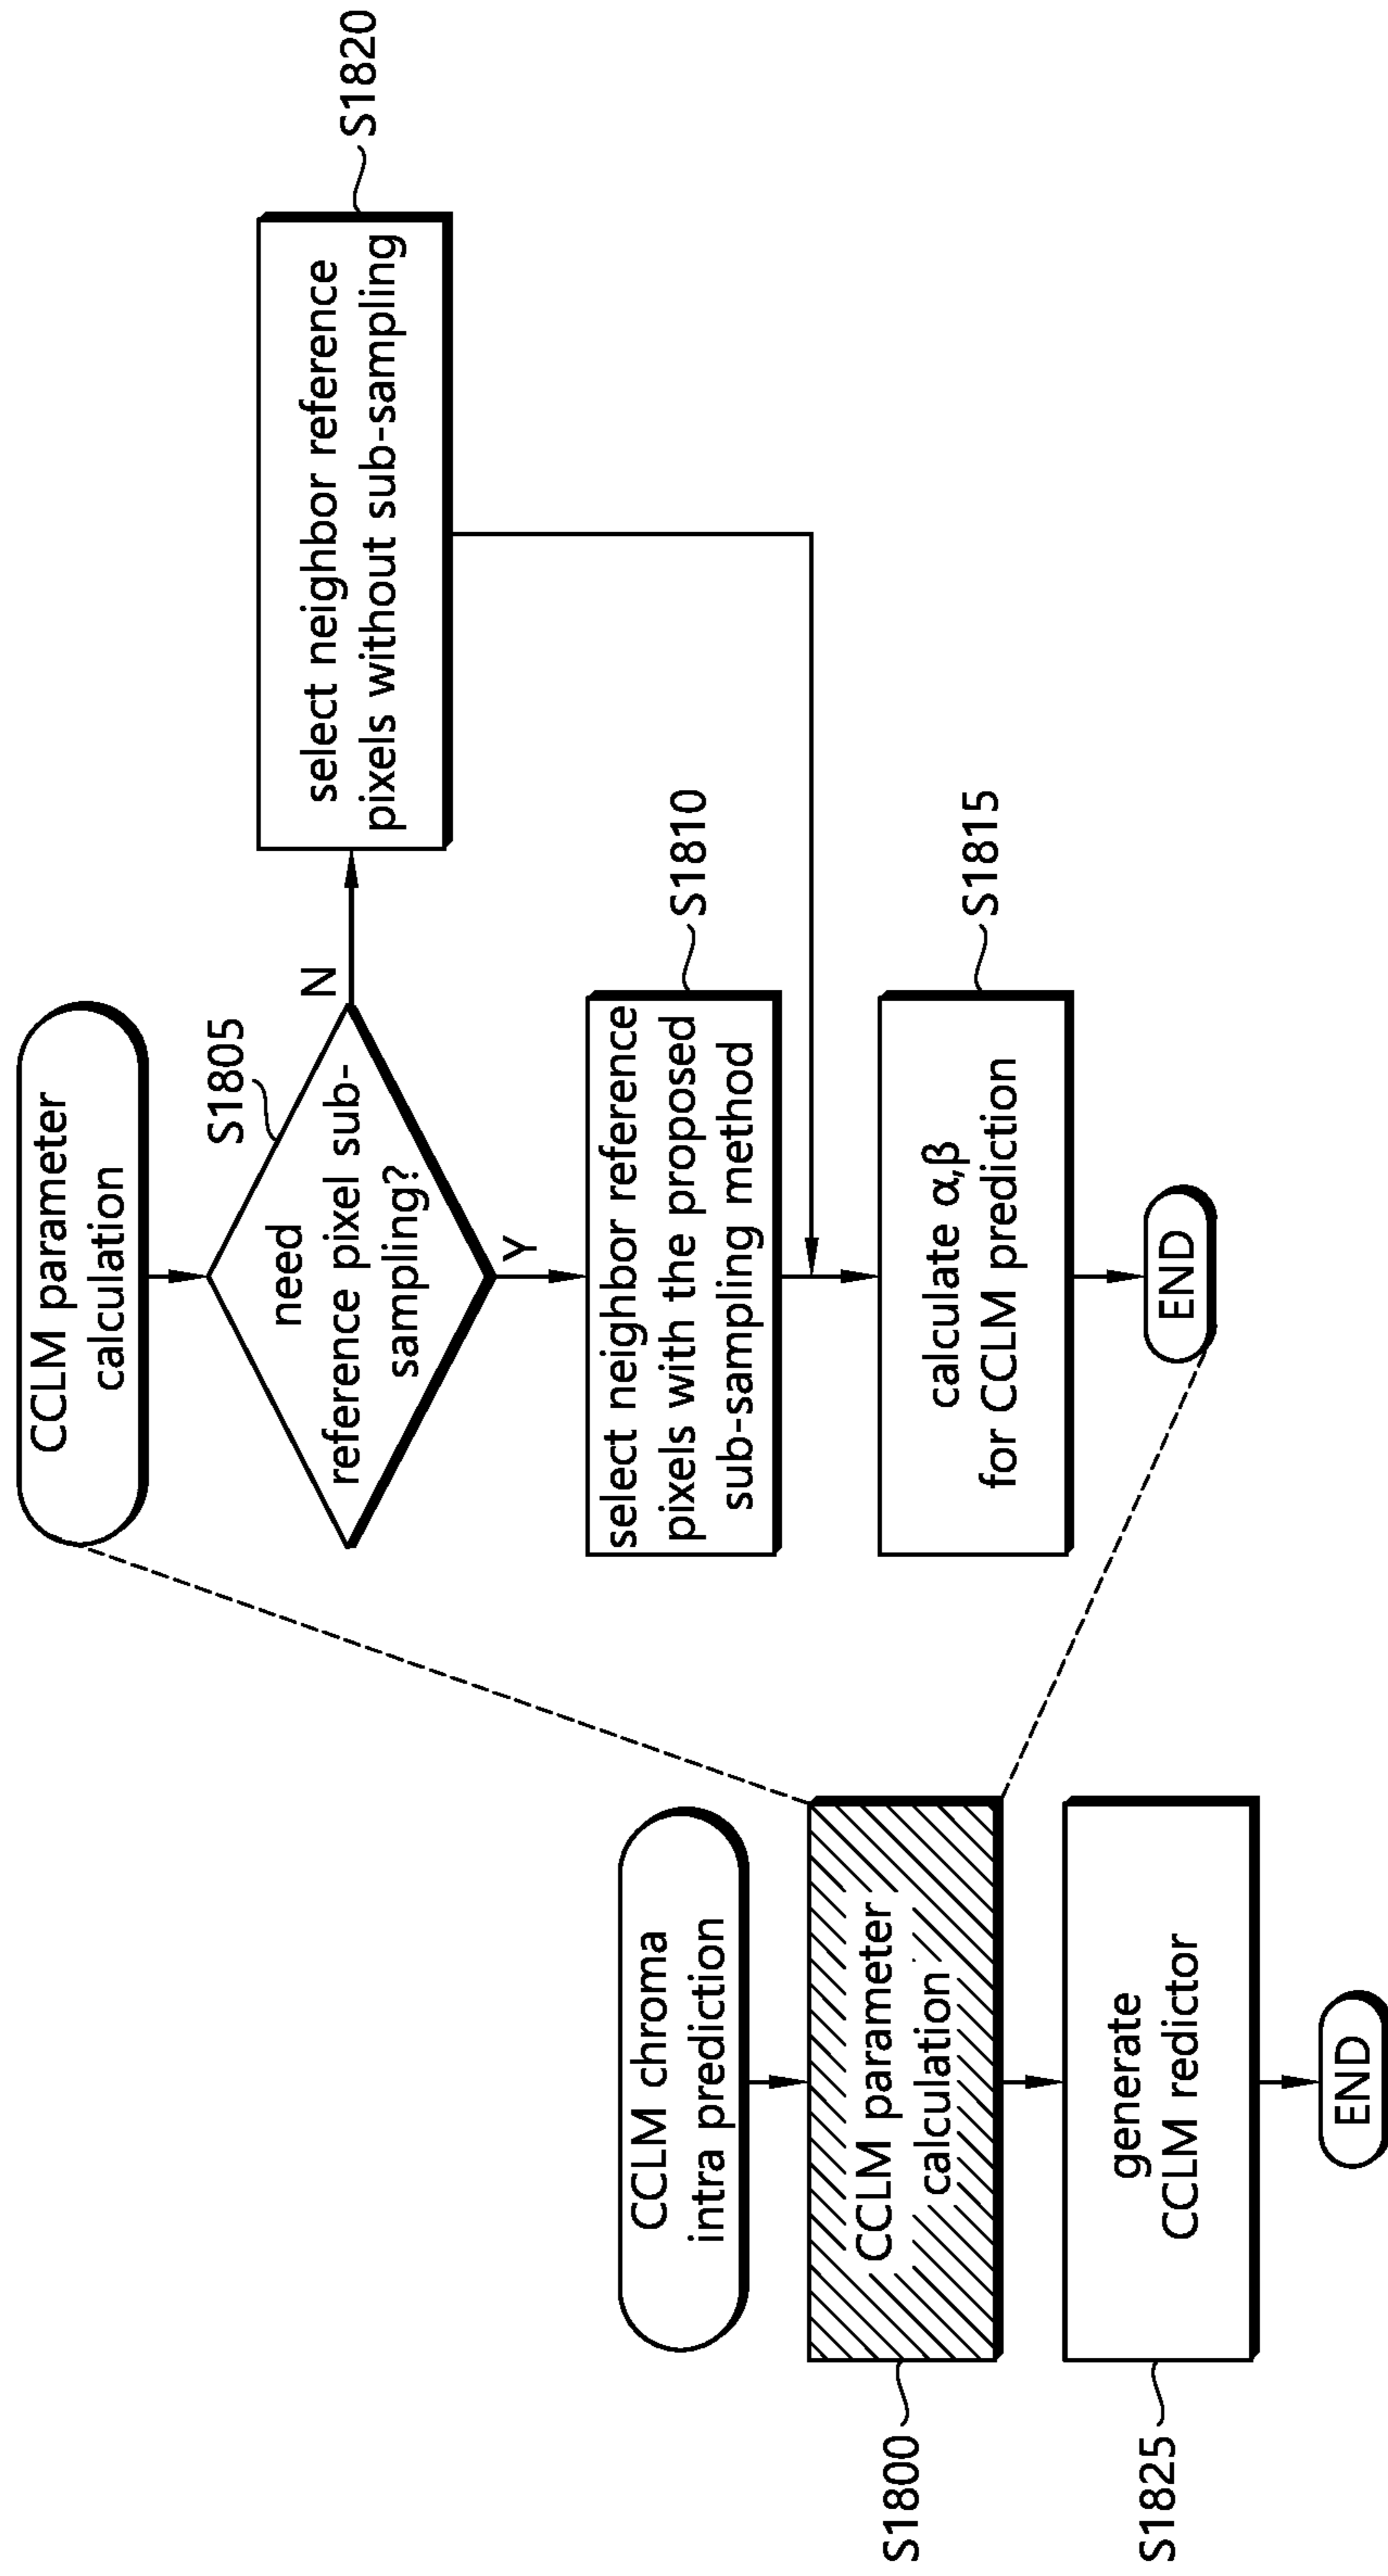 CCLM chroma
intra prediction
S1800
CCLM parameter
calculation
S1825
generate
CCLM redictor
END
CCLM parameter
calculation
S1805
need
reference pixel sub-
sampling?
N
Y
S1820
select neighbor reference
pixels without sub-sampling
S1810
select neighbor reference
pixels with the proposed
sub-sampling method
S1815
calculate α,β
for CCLM prediction
END